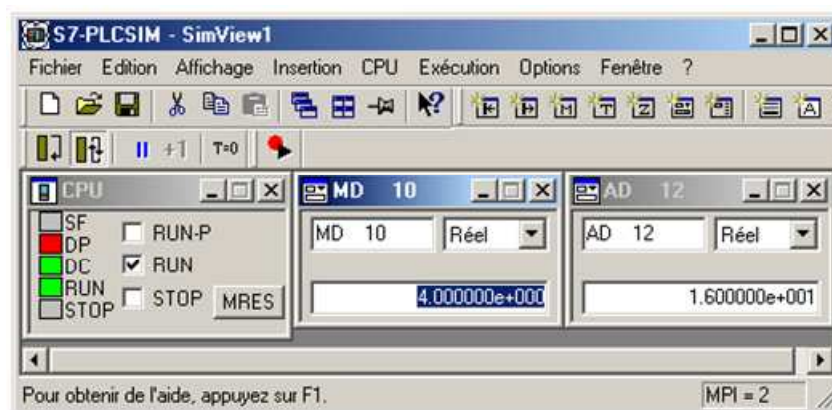 S7-PLCSIM - SimView1
Fichier Edition Affichage Insertion CPU Exécution Options Fenêtre ?
+1 T=0
CPU
SF
DP
DC
RUN
STOP
RUN-P
RUN
STOP
MRES
MD 10
MD 10 Réel
4.000000e+000
AD 12
AD 12 Réel
1.600000e+001
Pour obtenir de l'aide, appuyez sur F1.
MPI = 2